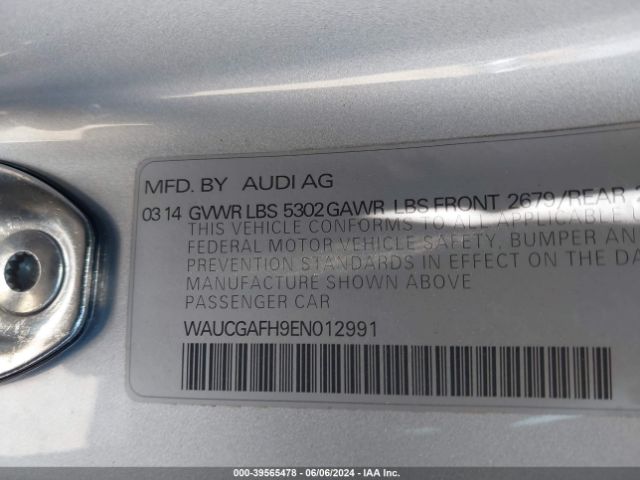 MFD. BY AUDI AG
03 14 GVWR LBS 5302 GAWR LBS FRONT 2679/REAR
THIS VEHICLE CONFORMS TO ALL APPLICABLE
FEDERAL MOTOR VEHICLE SAFETY, BUMPER AN
PREVENTION STANDARDS IN EFFECT ON THE DA
MANUFACTURE SHOWN ABOVE
PASSENGER CAR
WAUCGAFH9EN012991
000-39565478 - 06/06/2024 - IAA Inc.